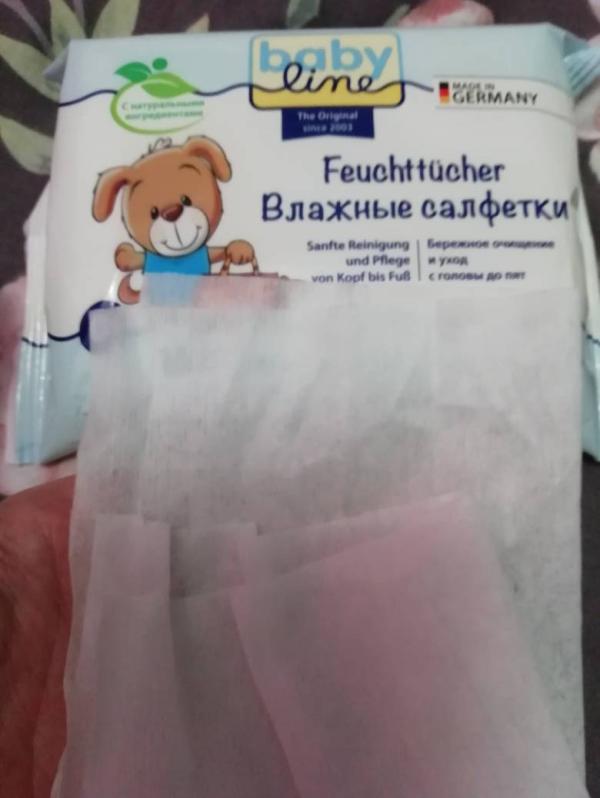 baby
line
The Original
since 2003
MADE IN
GERMANY
С натуральными
ингредиентами
Feuchttücher
Влажные салфетки
Sanfte Reinigung
und Pflege
von Kopf bis Fuß
Бережное очищение
и уход
с головы до пят